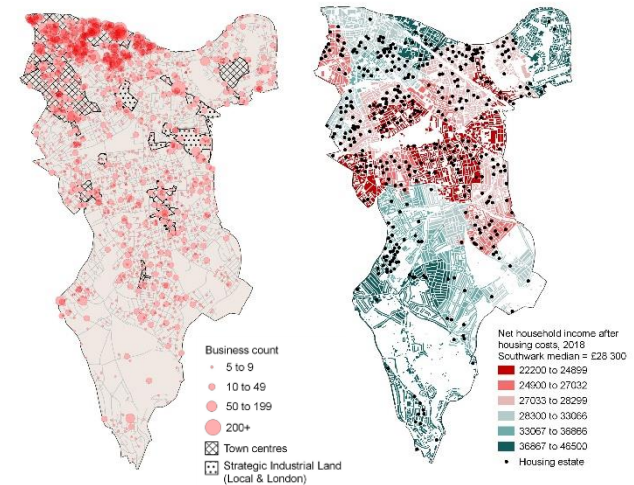 Business count
5 to 9
10 to 49
50 to 199
200+
Town centres
Strategic Industrial Land
(Local & London)
Net household income after
housing costs, 2018
Southwark median = £28 300
22200 to 24899
24900 to 27032
27033 to 28299
28300 to 33066
33067 to 36866
36867 to 46500
Housing estate